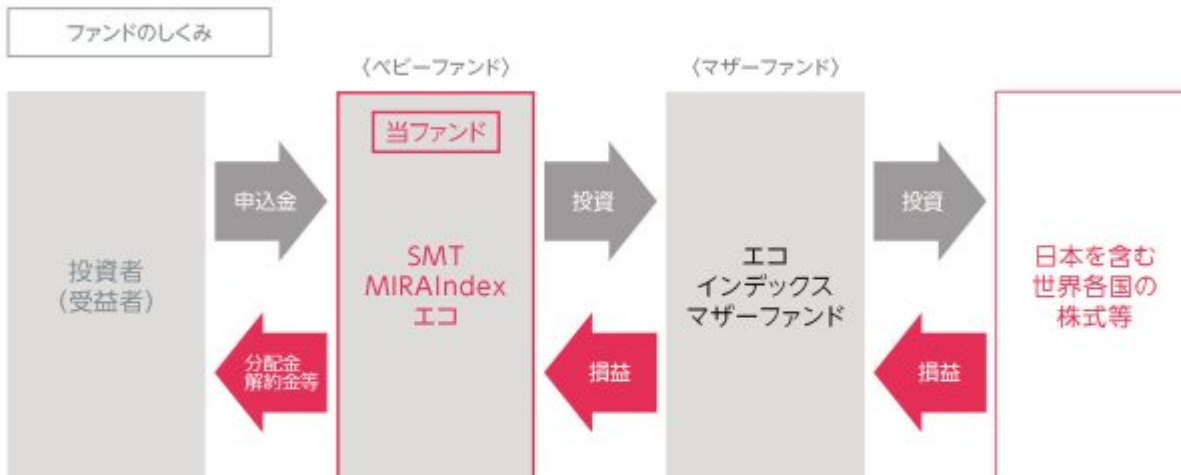 ファンドのしくみ
〈ベビーファンド〉
〈マザーファンド〉
投資者
(受益者)
申込金
分配金
解約金等
当ファンド
SMT
MIRAIndex
エコ
投資
損益
エコ
インデックス
マザーファンド
投資
損益
日本を含む
世界各国の
株式等